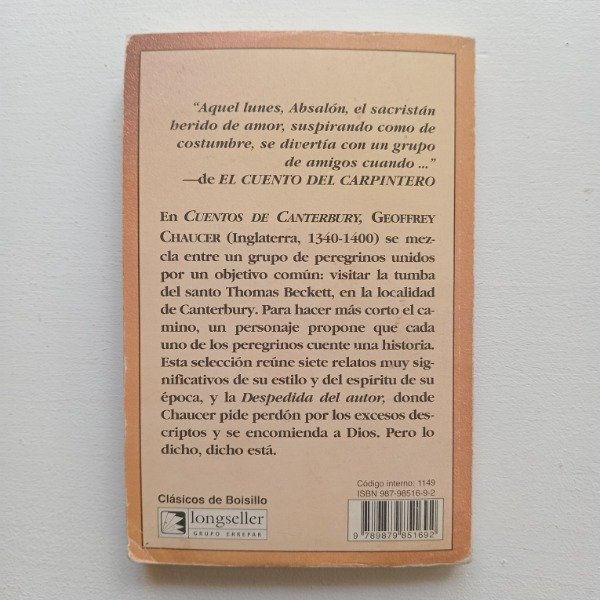 “Aquel lunes, Absalón, el sacristán
herido de amor, suspirando como de
costumbre, se divertía con un grupo
de amigos cuando ...”
—de EL CUENTO DEL CARPINTERO
En CUENTOS DE CANTERBURY, GEOFFREY
CHAUCER (Inglaterra, 1340-1400) se mez-
cla entre un grupo de peregrinos unidos
por un objetivo común: visitar la tumba
del santo Thomas Beckett, en la localidad
de Canterbury. Para hacer más corto el ca-
mino, un personaje propone que cada
uno de los peregrinos cuente una historia.
Esta selección reúne siete relatos muy sig-
nificativos de su estilo y del espíritu de su
época, y la Despedida del autor, donde
Chaucer pide perdón por los excesos des-
criptos y se encomienda a Dios. Pero lo
dicho, dicho está.
Código interno: 1149
ISBN 987-98516-9-2
Clásicos de Bolsillo
longseller
GRUPO ERREPAR
9 789879 851692